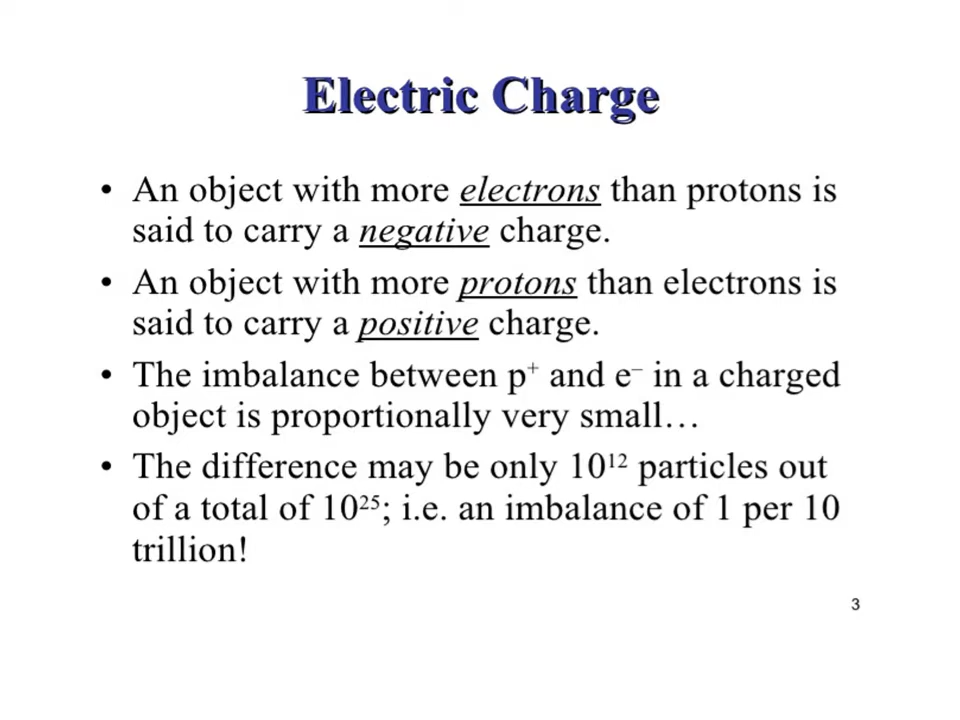 Electric Charge
• An object with more electrons than protons is
said to carry a negative charge.
• An object with more protons than electrons is
said to carry a positive charge.
• The imbalance between p⁺ and e⁻ in a charged
object is proportionally very small…
• The difference may be only 10¹² particles out
of a total of 10²⁵; i.e. an imbalance of 1 per 10
trillion!
3